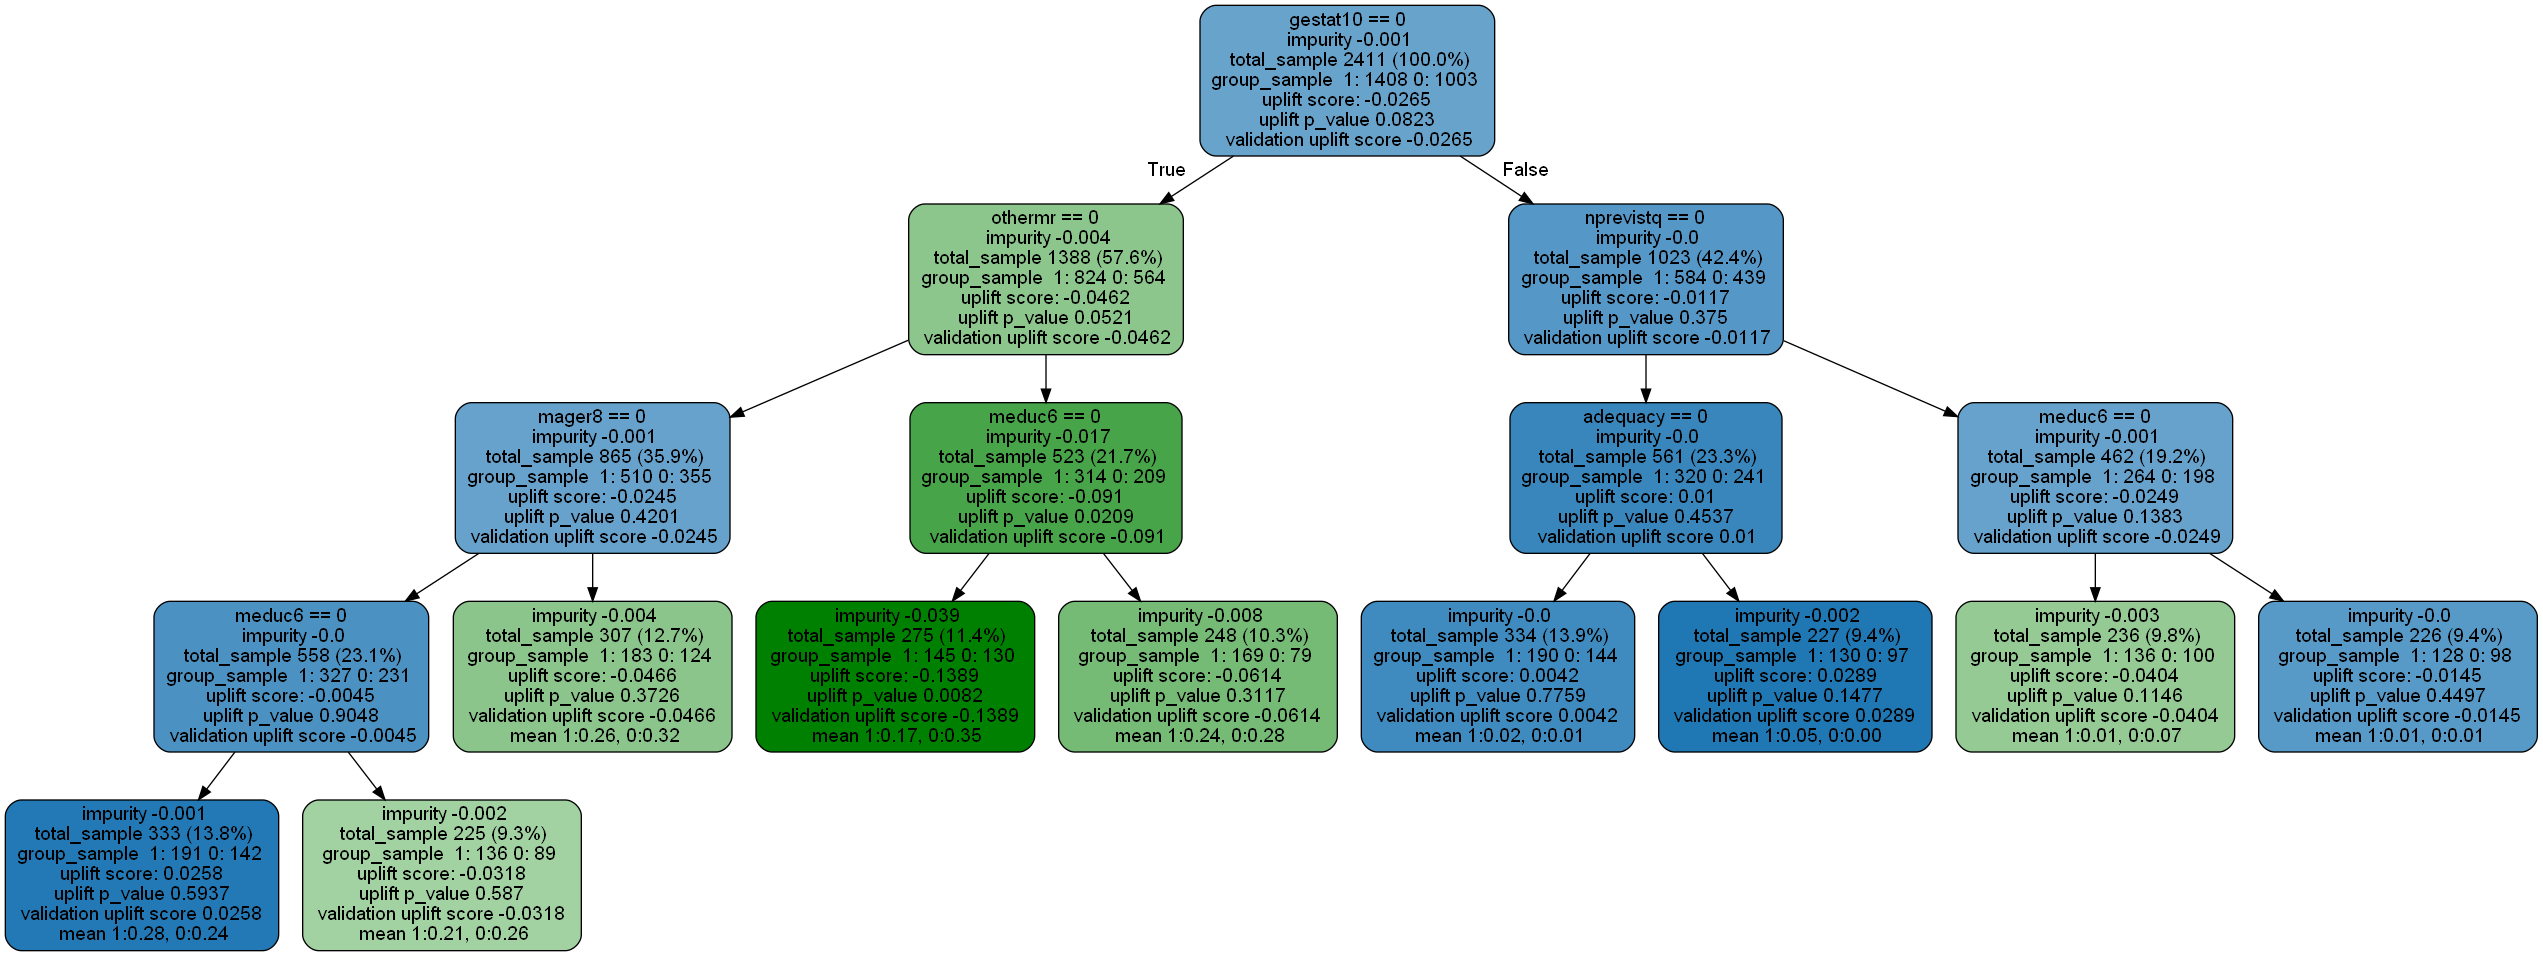 gestat10 == 0
impurity -0.001
total_sample 2411 (100.0%)
group_sample 1: 1408 0: 1003
uplift score: -0.0265
uplift p_value 0.0823
validation uplift score -0.0265
True
False
othermr == 0
impurity -0.004
total_sample 1388 (57.6%)
group_sample 1: 824 0: 564
uplift score: -0.0462
uplift p_value 0.0521
validation uplift score -0.0462
nprevistq == 0
impurity -0.0
total_sample 1023 (42.4%)
group_sample 1: 584 0: 439
uplift score: -0.0117
uplift p_value 0.375
validation uplift score -0.0117
mager8 == 0
impurity -0.001
total_sample 865 (35.9%)
group_sample 1: 510 0: 355
uplift score: -0.0245
uplift p_value 0.4201
validation uplift score -0.0245
meduc6 == 0
impurity -0.017
total_sample 523 (21.7%)
group_sample 1: 314 0: 209
uplift score: -0.091
uplift p_value 0.0209
validation uplift score -0.091
adequacy == 0
impurity -0.0
total_sample 561 (23.3%)
group_sample 1: 320 0: 241
uplift score: 0.01
uplift p_value 0.4537
validation uplift score 0.01
meduc6 == 0
impurity -0.001
total_sample 462 (19.2%)
group_sample 1: 264 0: 198
uplift score: -0.0249
uplift p_value 0.1383
validation uplift score -0.0249
meduc6 == 0
impurity -0.0
total_sample 558 (23.1%)
group_sample 1: 327 0: 231
uplift score: -0.0045
uplift p_value 0.9048
validation uplift score -0.0045
impurity -0.004
total_sample 307 (12.7%)
group_sample 1: 183 0: 124
uplift score: -0.0466
uplift p_value 0.3726
validation uplift score -0.0466
mean 1:0.26, 0:0.32
impurity -0.039
total_sample 275 (11.4%)
group_sample 1: 145 0: 130
uplift score: -0.1389
uplift p_value 0.0082
validation uplift score -0.1389
mean 1:0.17, 0:0.35
impurity -0.008
total_sample 248 (10.3%)
group_sample 1: 169 0: 79
uplift score: -0.0614
uplift p_value 0.3117
validation uplift score -0.0614
mean 1:0.24, 0:0.28
impurity -0.0
total_sample 334 (13.9%)
group_sample 1: 190 0: 144
uplift score: 0.0042
uplift p_value 0.7759
validation uplift score 0.0042
mean 1:0.02, 0:0.01
impurity -0.002
total_sample 227 (9.4%)
group_sample 1: 130 0: 97
uplift score: 0.0289
uplift p_value 0.1477
validation uplift score 0.0289
mean 1:0.05, 0:0.00
impurity -0.003
total_sample 236 (9.8%)
group_sample 1: 136 0: 100
uplift score: -0.0404
uplift p_value 0.1146
validation uplift score -0.0404
mean 1:0.01, 0:0.07
impurity -0.0
total_sample 226 (9.4%)
group_sample 1: 128 0: 98
uplift score: -0.0145
uplift p_value 0.4497
validation uplift score -0.0145
mean 1:0.01, 0:0.01
impurity -0.001
total_sample 333 (13.8%)
group_sample 1: 191 0: 142
uplift score: 0.0258
uplift p_value 0.5937
validation uplift score 0.0258
mean 1:0.28, 0:0.24
impurity -0.002
total_sample 225 (9.3%)
group_sample 1: 136 0: 89
uplift score: -0.0318
uplift p_value 0.587
validation uplift score -0.0318
mean 1:0.21, 0:0.26